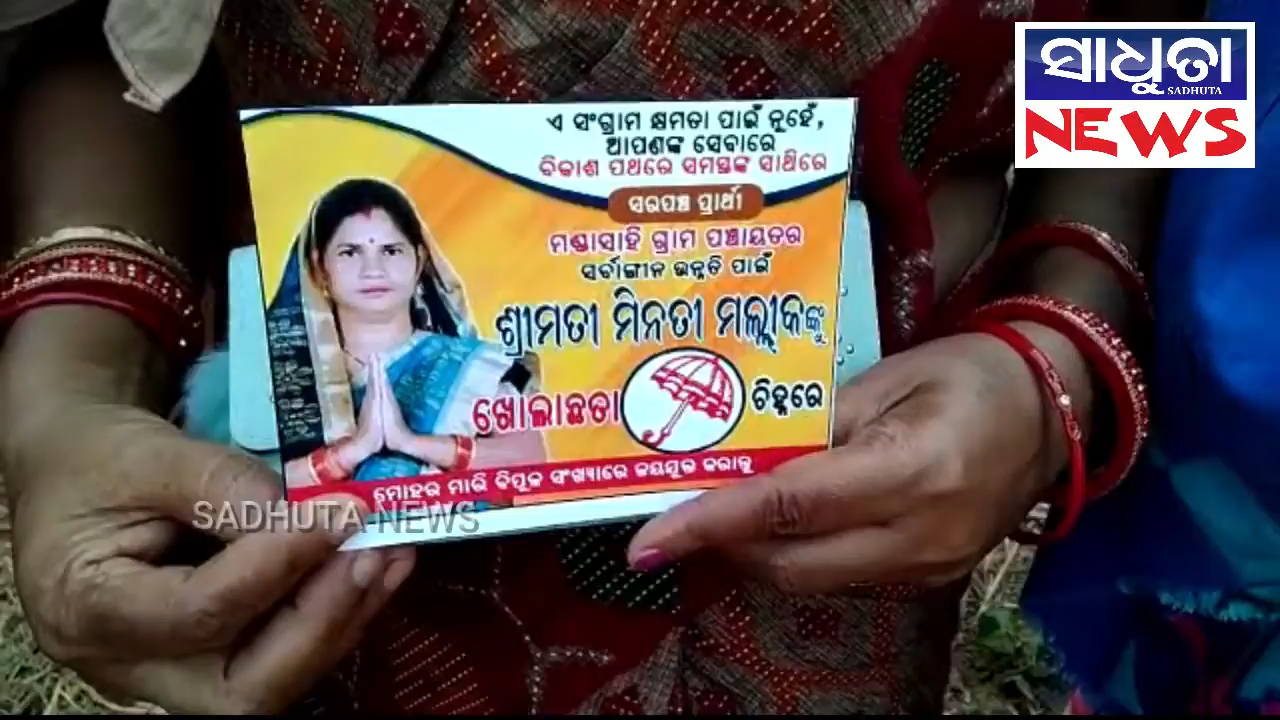 ସାଧୁତା
SADHUTA
NEWS
ଏ ସଂଗ୍ରାମ କ୍ଷମତା ପାଇଁ ନୁହେଁ,
ଆପଣଙ୍କ ସେବାରେ
ବିକାଶ ପଥରେ ସମସ୍ତଙ୍କ ସାଥିରେ
ସରପଞ୍ଚ ପ୍ରାର୍ଥୀ
ମଣ୍ଡାସାହି ଗ୍ରାମ ପଞ୍ଚାୟତର
ସର୍ବାଙ୍ଗୀନ ଉନ୍ନତି ପାଇଁ
ଶ୍ରୀମତୀ ମିନତୀ ମଲ୍ଲୀକଙ୍କୁ
ଖୋଲାଛତା ଚିହ୍ନରେ
ମୋହର ମାରି ବିପୁଳ ସଂଖ୍ୟାରେ ଜୟଯୁକ୍ତ କରାନ୍ତୁ
SADHUTA NEWS